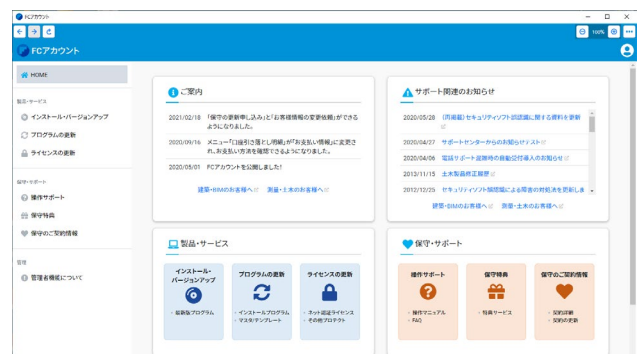 FCアカウント
100%
FCアカウント
HOME
製品・サービス
インストール・バージョンアップ
プログラムの更新
ライセンスの更新
保守・サポート
操作サポート
保守特典
保守のご契約情報
管理
管理者機能について
ご案内
2021/02/18 「保守の更新申し込み」と「お客様情報の変更依頼」ができる
ようになりました。
2020/09/16 メニュー「口座引き落とし明細」が「お支払い情報」に変更さ
れ、お支払い方法を確認できるようになりました。
2020/05/01 FCアカウントを公開しました！
建築・BIMのお客様へ 測量・土木のお客様へ
サポート関連のお知らせ
2020/05/28 (再掲載)セキュリティソフト誤認識に関する資料を更新
2020/04/27 サポートセンターからのお知らせテスト
2020/04/06 電話サポート混雑時の自動受付導入のお知らせ
2013/11/15 土木製品修正履歴
2012/12/25 セキュリティソフト誤認識による障害の対処法を更新しま
建築・BIMのお客様へ 測量・土木のお客様へ
製品・サービス
インストール・
バージョンアップ
・最新版プログラム
プログラムの更新
・インストールプログラム
・マスタ/テンプレート
ライセンスの更新
・ネット認証ライセンス
・その他プロテクト
保守・サポート
操作サポート
・操作マニュアル
・FAQ
保守特典
・特典サービス
保守のご契約情報
・契約詳細
・契約の更新